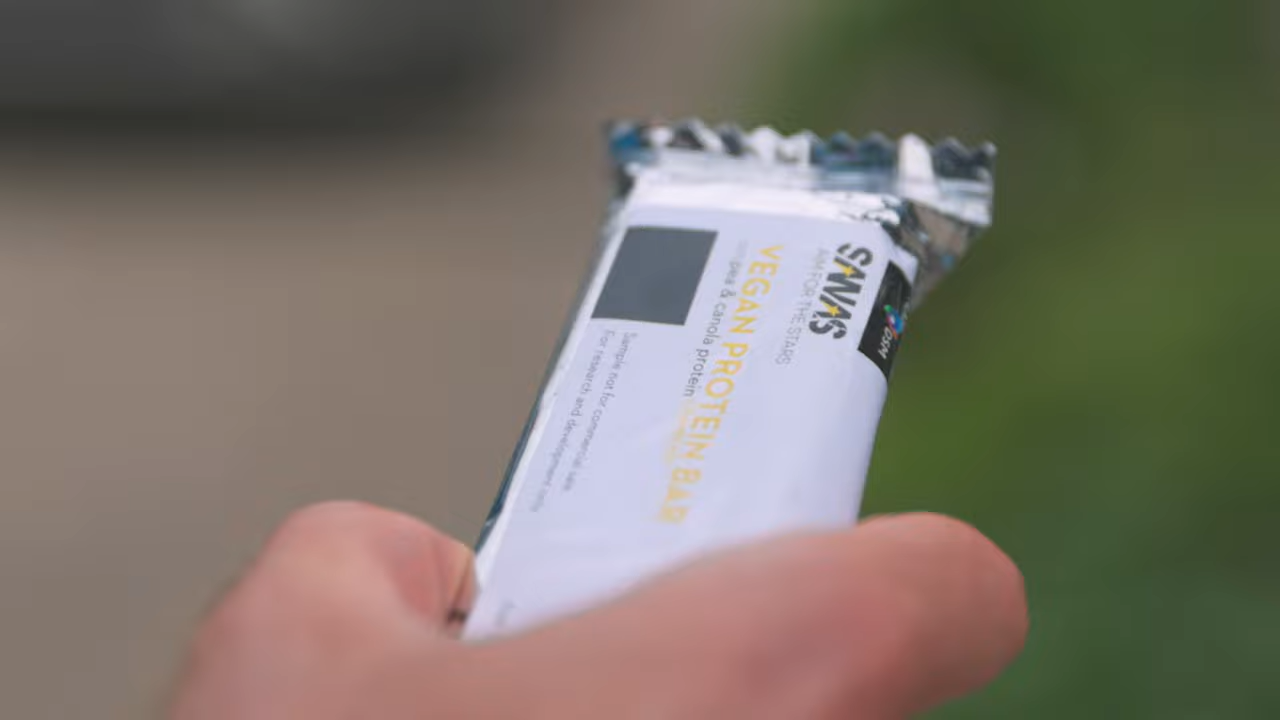 SAWAS
AIM FOR THE STARS
DSM
VEGAN PROTEIN BAR
pea & canola protein
Sample not for commercial use.
For research and development only